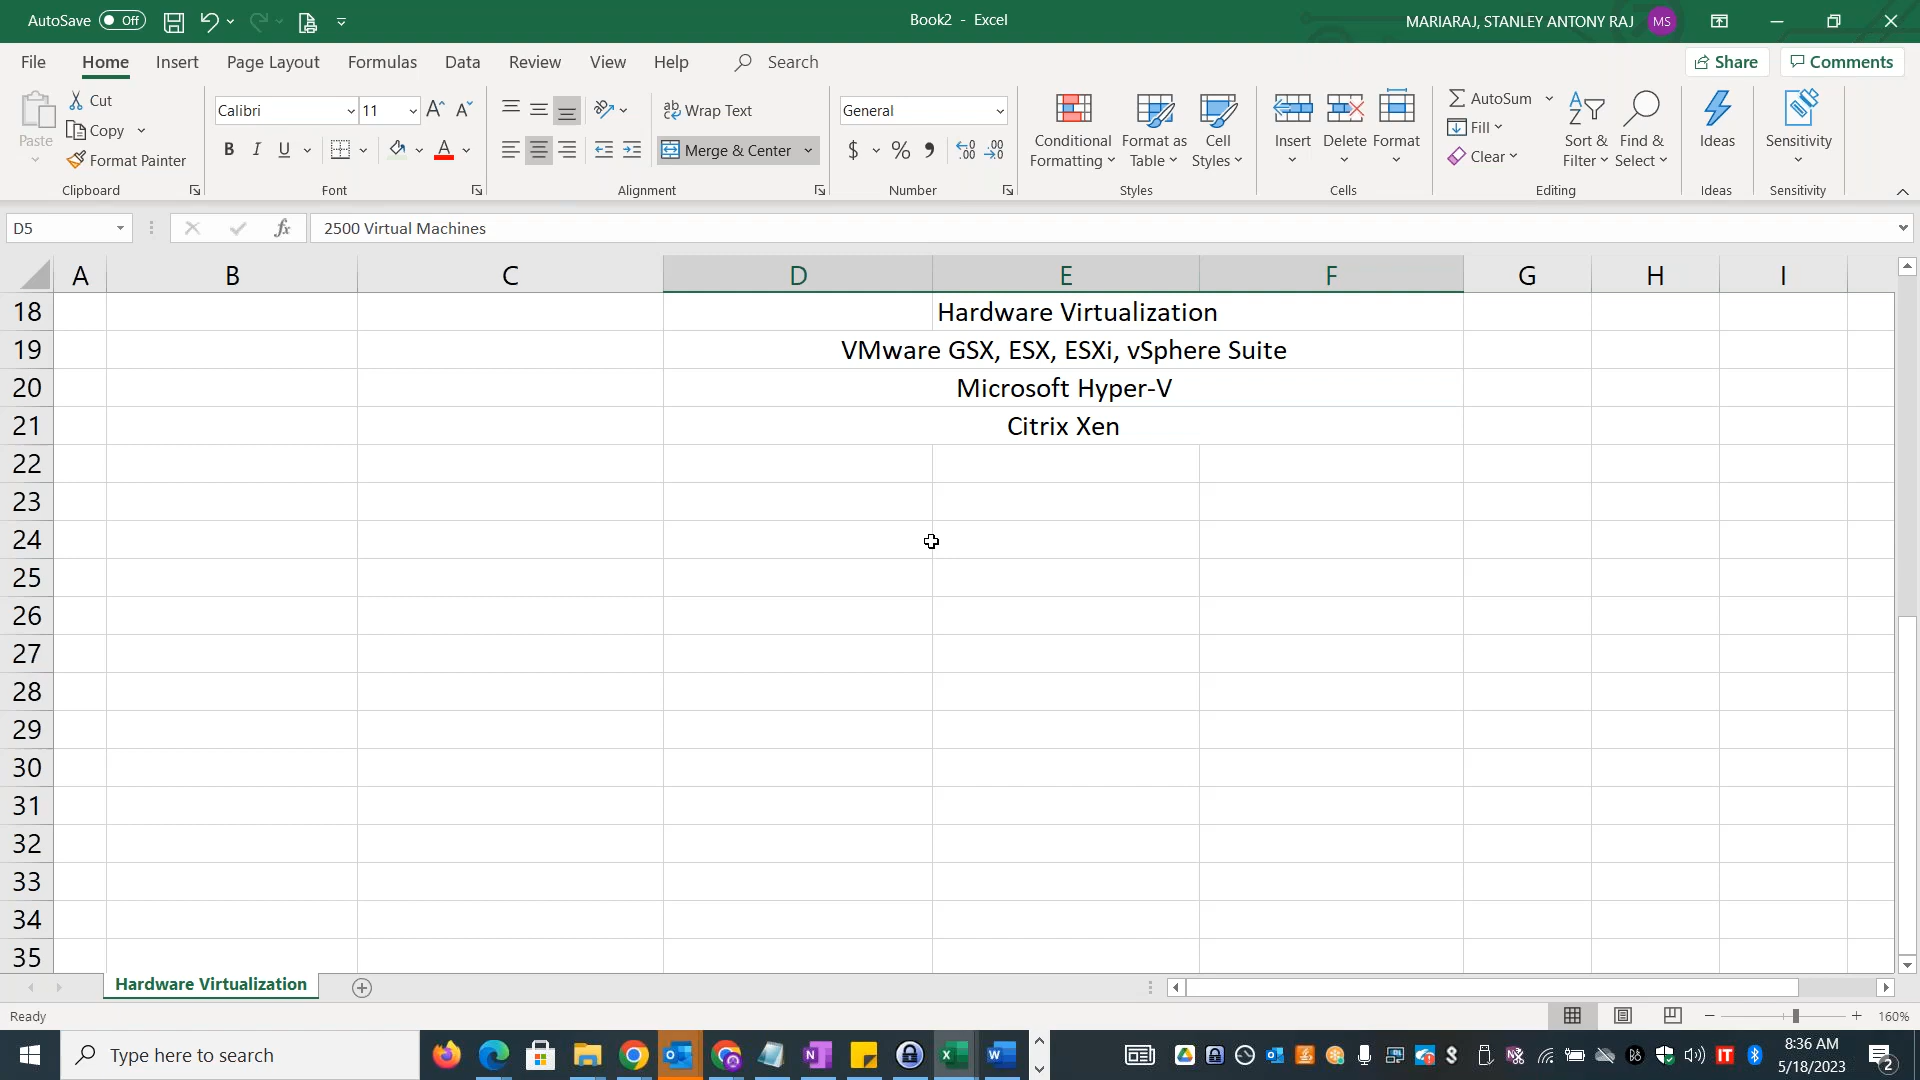 AutoSave Off Book2 - Excel MARIARAJ, STANLEY ANTONY RAJ MS
File Home Insert Page Layout Formulas Data Review View Help Search Share Comments
Paste Cut Copy Format Painter Clipboard
Calibri 11 B I U A Font
ab Wrap Text Merge & Center Alignment
General $ % Number
Conditional Formatting Format as Table Cell Styles Styles
Insert Delete Format Cells
AutoSum Fill Clear Sort & Filter Find & Select Editing
Ideas Ideas
Sensitivity Sensitivity
D5 fx 2500 Virtual Machines
A B C D E F G H I
18 Hardware Virtualization
19 VMware GSX, ESX, ESXi, vSphere Suite
20 Microsoft Hyper-V
21 Citrix Xen
22
23
24
25
26
27
28
29
30
31
32
33
34
35
Hardware Virtualization
Ready 160%
Type here to search 8:36 AM
5/18/2023 2